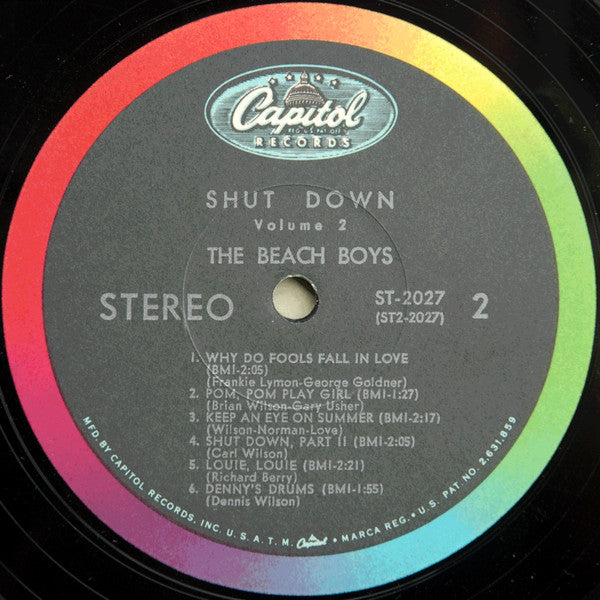 Capitol
REG. U.S. PAT. OFF.
RECORDS
SHUT DOWN
Volume 2
THE BEACH BOYS
STEREO
ST-2027
(ST2-2027)
2
1. WHY DO FOOLS FALL IN LOVE
(BMI-2:05)
(Frankie Lymon-George Goldner)
2. POM, POM PLAY GIRL (BMI-1:27)
(Brian Wilson-Gary Usher)
3. KEEP AN EYE ON SUMMER (BMI-2:17)
(Wilson-Norman-Love)
4. SHUT DOWN, PART II (BMI-2:05)
(Carl Wilson)
5. LOUIE, LOUIE (BMI-2:21)
(Richard Berry)
6. DENNY'S DRUMS (BMI-1:55)
(Dennis Wilson)
MFD BY CAPITOL RECORDS, INC. U.S.A. T.M. Capitol • MARCA REG. • U.S. PAT. NO. 2,631,859